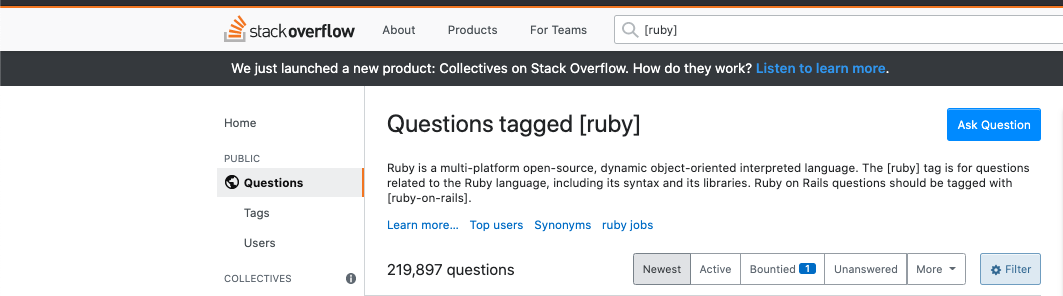 stack overflow About Products For Teams [ruby]
We just launched a new product: Collectives on Stack Overflow. How do they work? Listen to learn more.
Home
PUBLIC
Questions
Tags
Users
COLLECTIVES
Questions tagged [ruby]
Ask Question
Ruby is a multi-platform open-source, dynamic object-oriented interpreted language. The [ruby] tag is for questions
related to the Ruby language, including its syntax and its libraries. Ruby on Rails questions should be tagged with
[ruby-on-rails].
Learn more… Top users Synonyms ruby jobs
219,897 questions
Newest Active Bountied 1 Unanswered More Filter